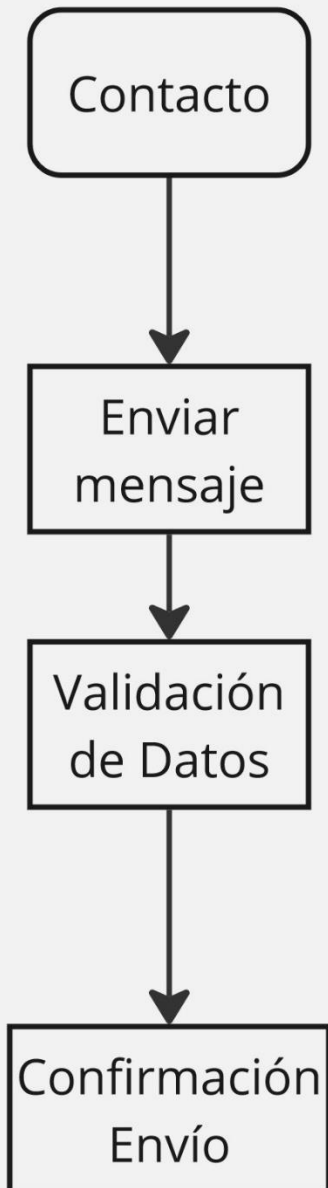 Contacto
Enviar
mensaje
Validación
de Datos
Confirmación
Envío